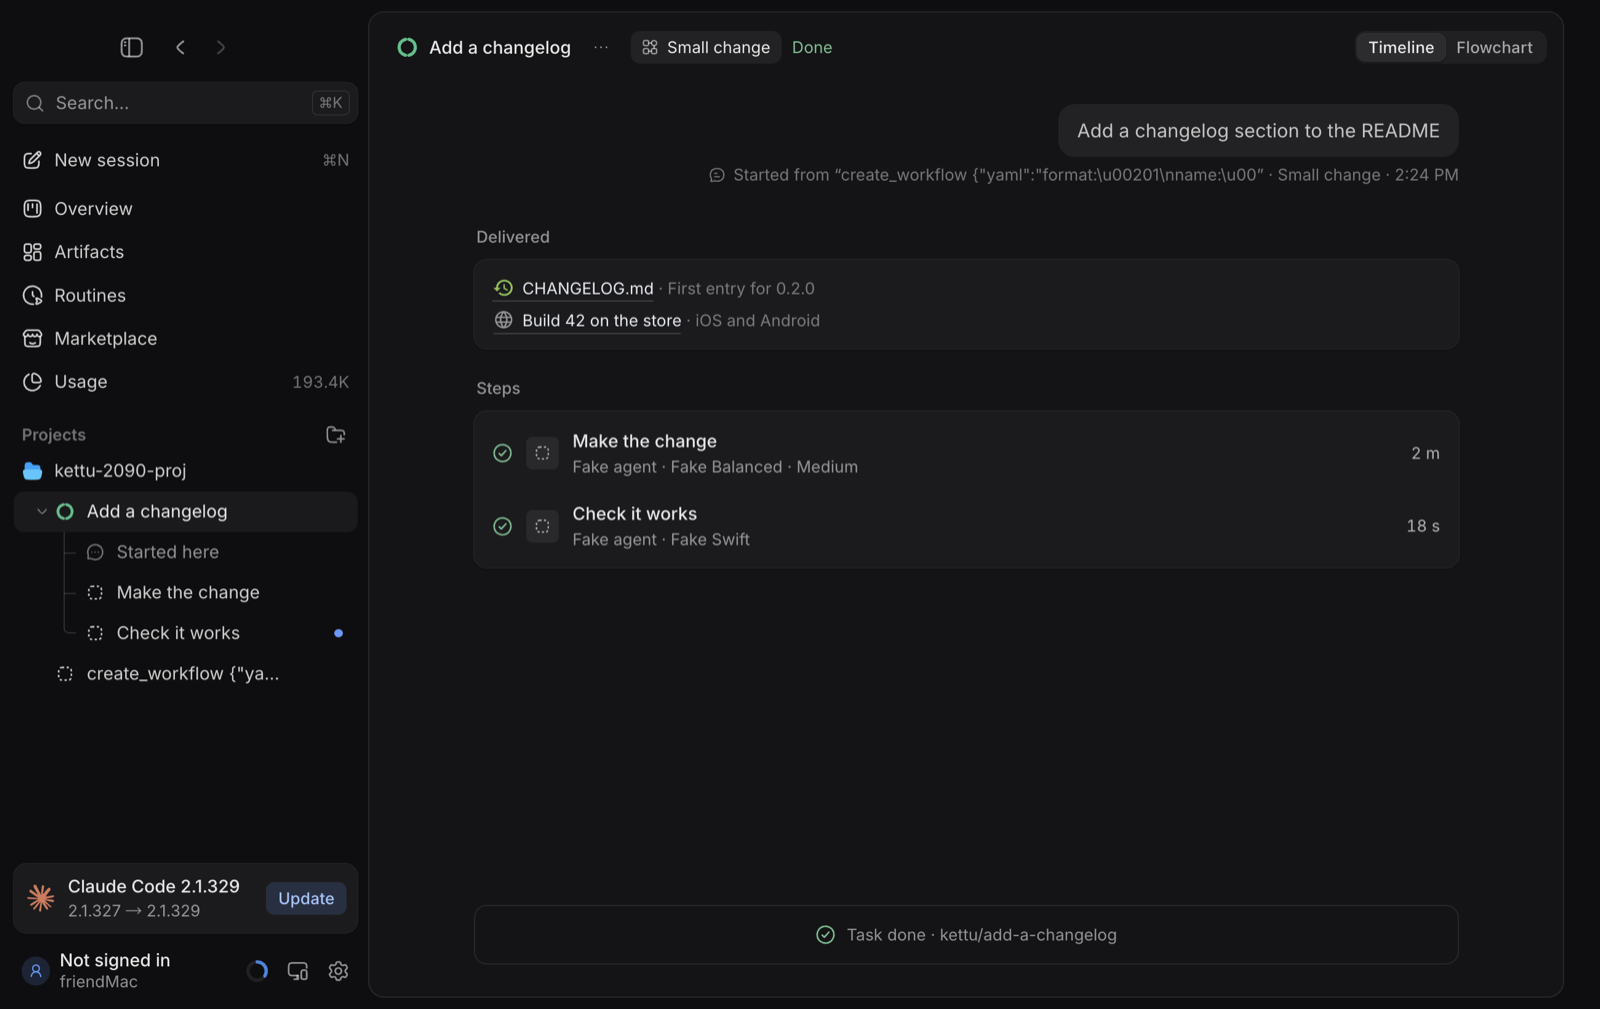 Add a changelog
Small change
Done
Timeline
Flowchart
Search...
⌘K
New session
⌘N
Overview
Artifacts
Routines
Marketplace
Usage
193.4K
Projects
kettu-2090-proj
Add a changelog
Started here
Make the change
Check it works
create_workflow {"ya...
Claude Code 2.1.329
2.1.327 → 2.1.329
Update
Not signed in
friendMac
Add a changelog section to the README
Started from “create_workflow {"yaml":"format:\u00201\nname:\u00” · Small change · 2:24 PM
Delivered
CHANGELOG.md · First entry for 0.2.0
Build 42 on the store · iOS and Android
Steps
Make the change
Fake agent · Fake Balanced · Medium
2 m
Check it works
Fake agent · Fake Swift
18 s
Task done · kettu/add-a-changelog